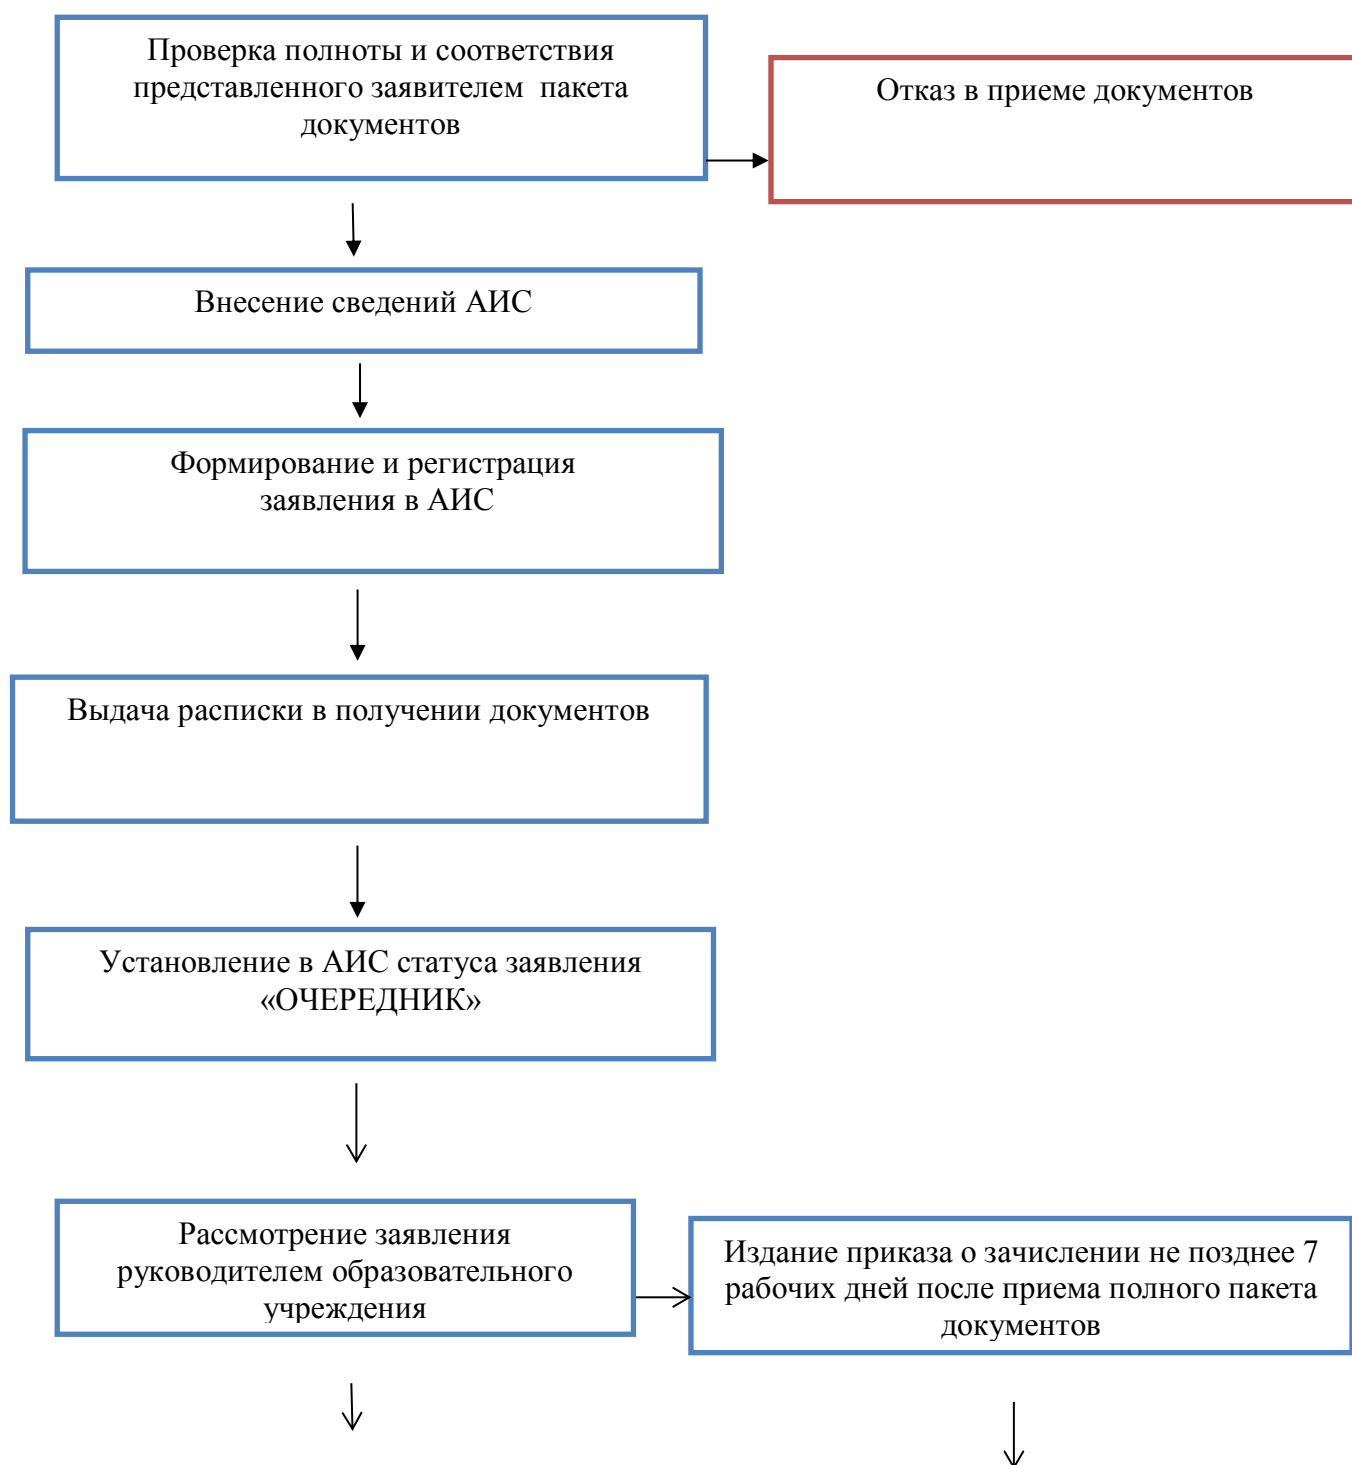 Проверка полноты и соответствия
представленного заявителем пакета
документов
Отказ в приеме документов
Внесение сведений АИС
Формирование и регистрация
заявления в АИС
Выдача расписки в получении документов
Установление в АИС статуса заявления
«ОЧЕРЕДНИК»
Рассмотрение заявления
руководителем образовательного
учреждения
Издание приказа о зачислении не позднее 7
рабочих дней после приема полного пакета
документов